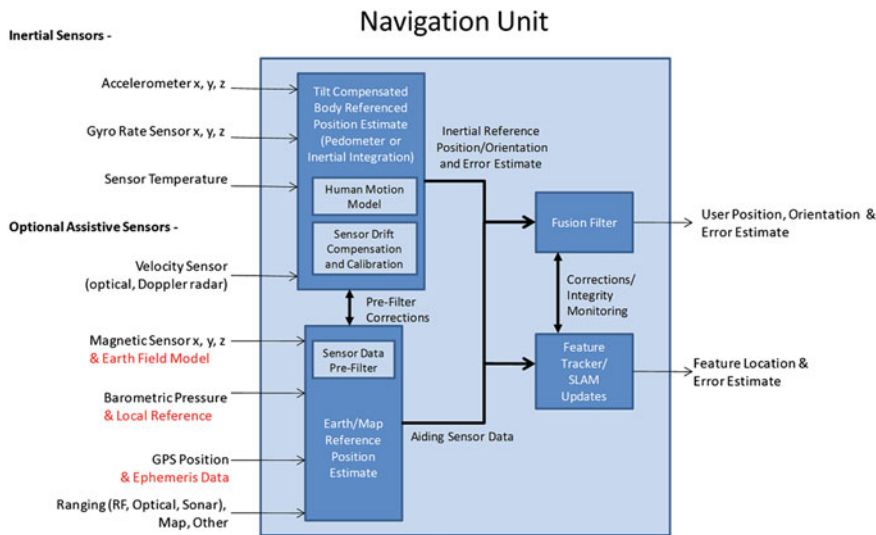 Navigation Unit
Inertial Sensors -
Accelerometer x, y, z
Gyro Rate Sensor x, y, z
Sensor Temperature
Optional Assistive Sensors -
Velocity Sensor
(optical, Doppler radar)
Magnetic Sensor x, y, z
& Earth Field Model
Barometric Pressure
& Local Reference
GPS Position
& Ephemeris Data
Ranging (RF, Optical, Sonar),
Map, Other
Tilt Compensated
Body Referenced
Position Estimate
(Pedometer or
Inertial Integration)
Human Motion
Model
Sensor Drift
Compensation
and Calibration
Pre-Filter
Corrections
Sensor Data
Pre-Filter
Earth/Map
Reference
Position
Estimate
Inertial Reference
Position/Orientation
and Error Estimate
Aiding Sensor Data
Fusion Filter
Corrections/
Integrity
Monitoring
Feature
Tracker/
SLAM
Updates
User Position, Orientation &
Error Estimate
Feature Location &
Error Estimate